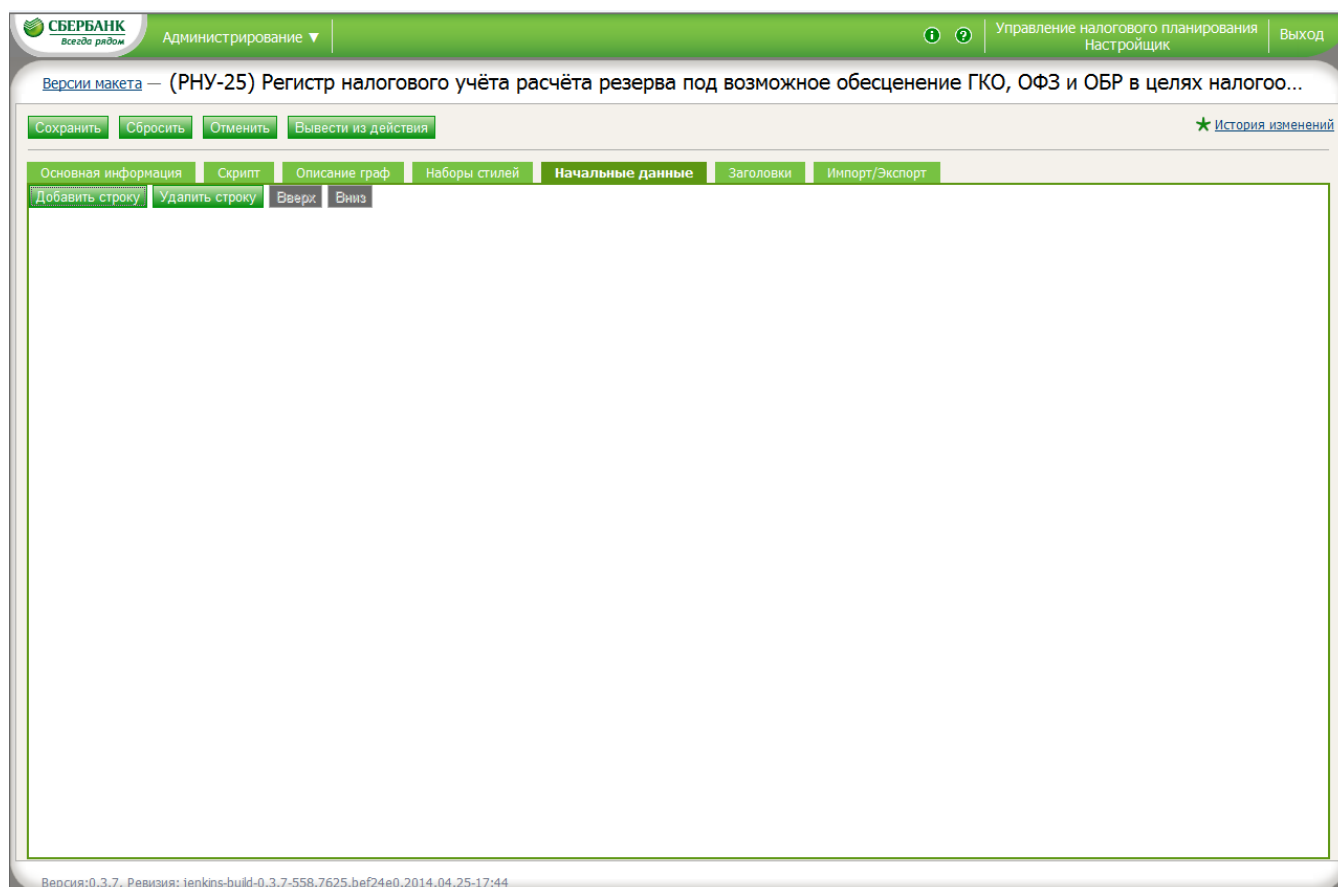 СБЕРБАНК
Всегда рядом
Администрирование ▼
Управление налогового планирования
Настройщик
Выход
Версии макета — (РНУ-25) Регистр налогового учёта расчёта резерва под возможное обесценение ГКО, ОФЗ и ОБР в целях налогоо...
Сохранить Сбросить Отменить Вывести из действия История изменений
Основная информация Скрипт Описание граф Наборы стилей Начальные данные Заголовки Импорт/Экспорт
Добавить строку Удалить строку Вверх Вниз
Версия:0.3.7, Ревизия: jenkins-build-0.3.7-558.7625.bef24e0.2014.04.25-17:44